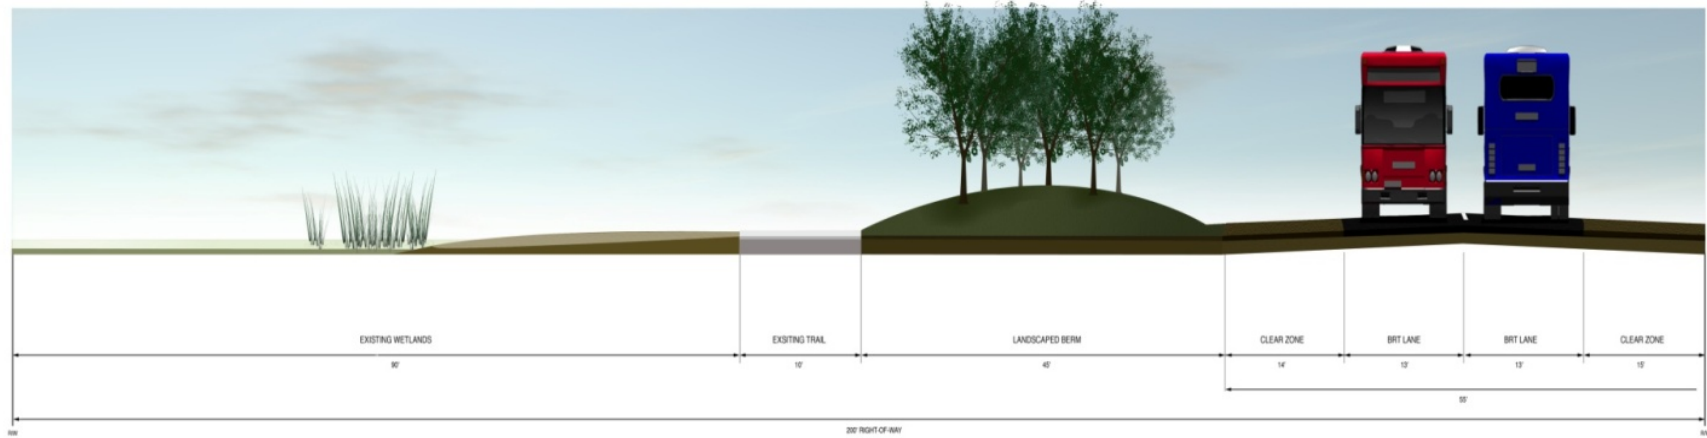 EXISTING WETLANDS
EXSITING TRAIL
LANDSCAPED BERM
CLEAR ZONE
BRT LANE
BRT LANE
CLEAR ZONE
90'
10'
45'
14'
13'
13'
15'
55'
200' RIGHT-OF-WAY